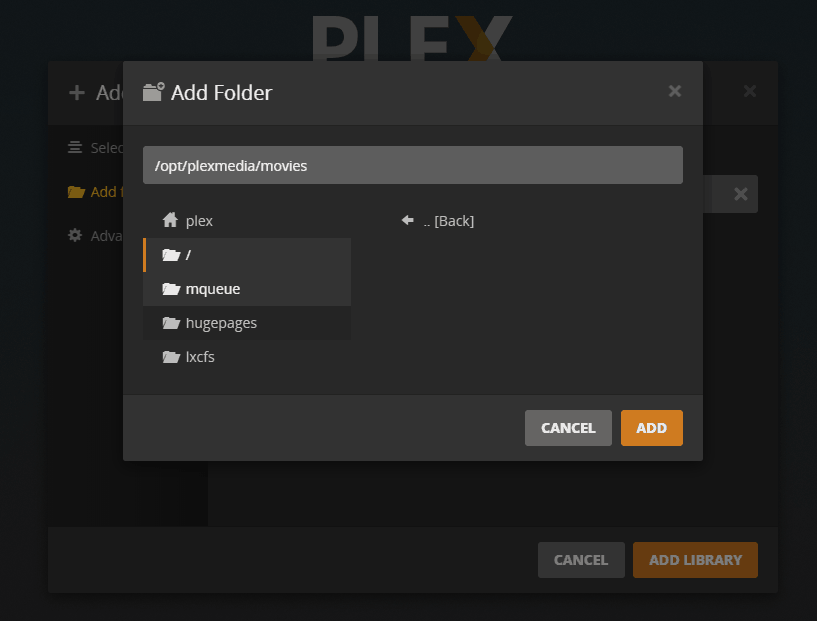 PLEX
Add Folder
/opt/plexmedia/movies
Selec
Add f
Adva
plex
/
mqueue
hugepages
lxcfs
.. [Back]
CANCEL
ADD
CANCEL
ADD LIBRARY